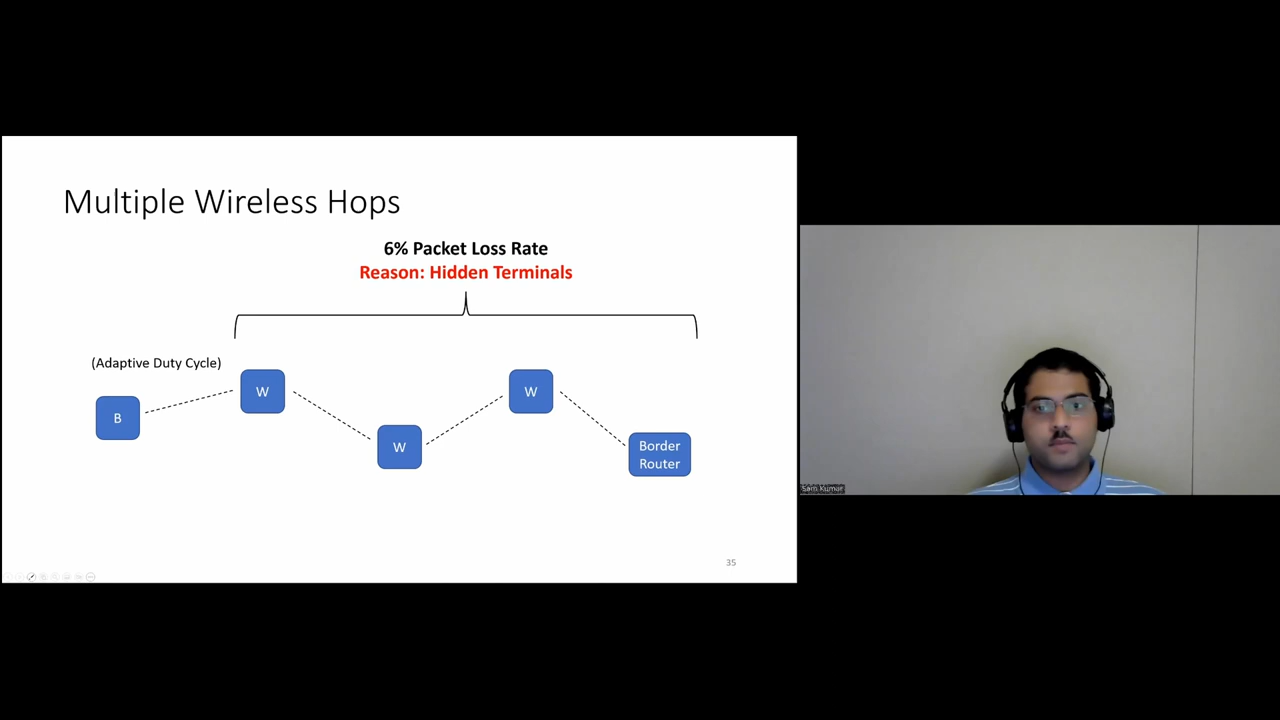 Multiple Wireless Hops
6% Packet Loss Rate
Reason: Hidden Terminals
(Adaptive Duty Cycle)
B
W
W
W
Border
Router
35
Sam Kumar